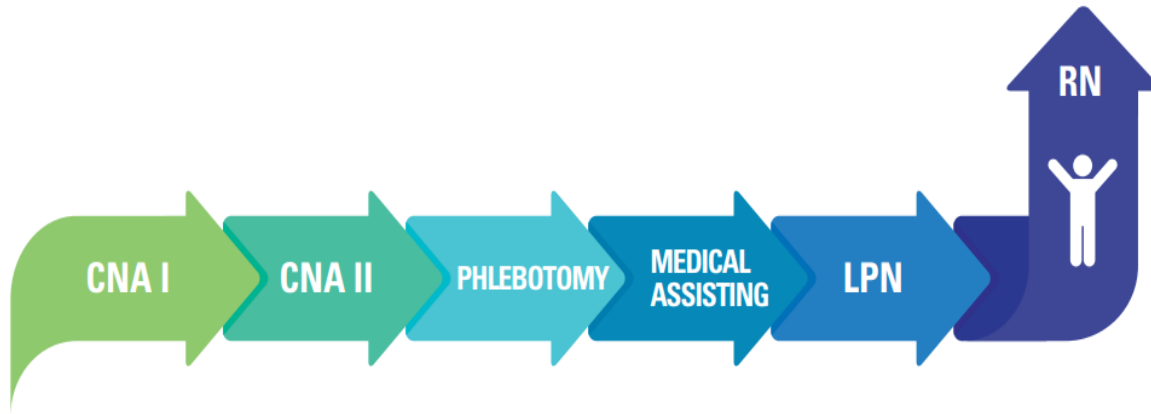 CNA I
CNA II
PHLEBOTOMY
MEDICAL
ASSISTING
LPN
RN